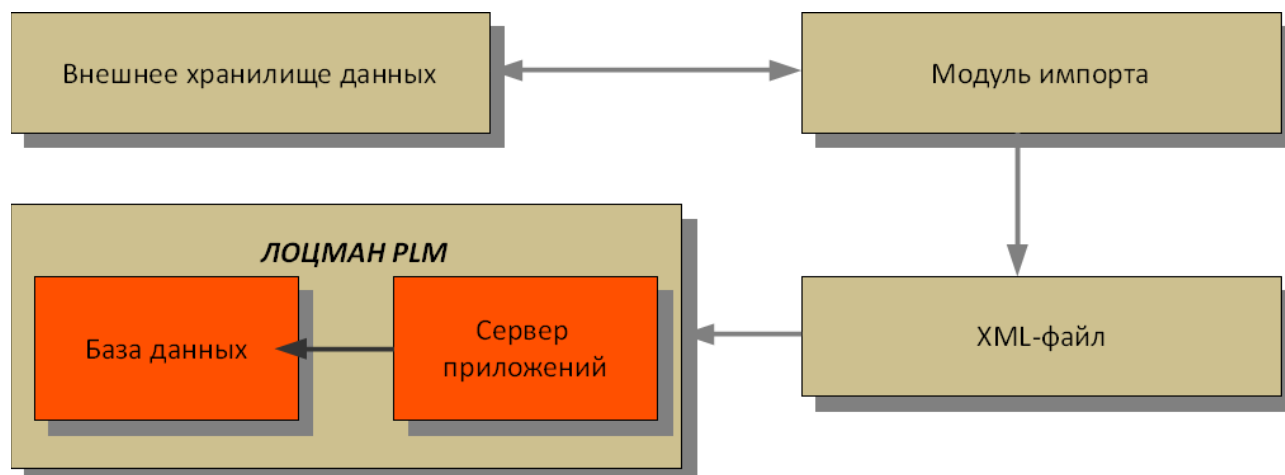 Внешнее хранилище данных
Модуль импорта
ЛОЦМАН PLM
База данных
Сервер
приложений
XML-файл